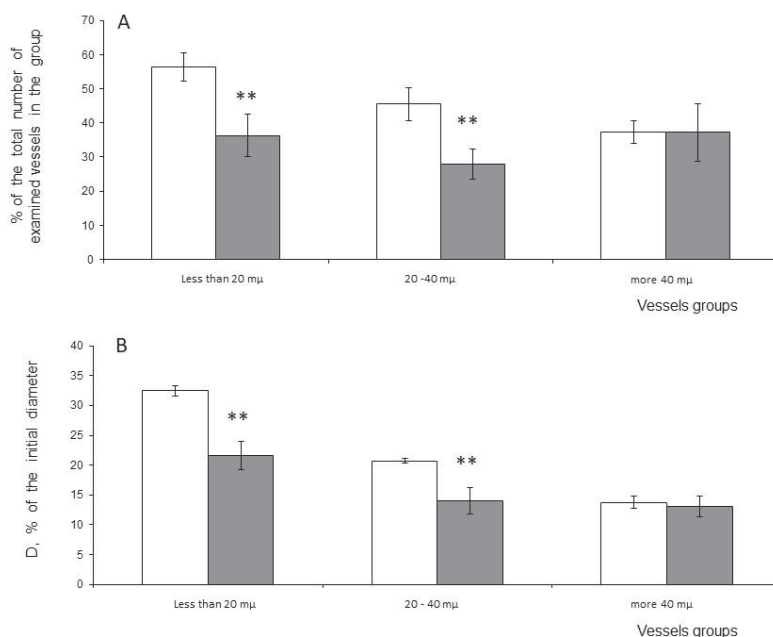 A
% of the total number of
examined vessels in the group
70
60
50
40
30
20
10
0
**
**
Less than 20 mµ
20 -40 mµ
more 40 mµ
Vessels groups
B
D, % of the initial diameter
40
35
30
25
20
15
10
5
0
**
**
Less than 20 mµ
20 - 40 mµ
more 40 mµ
Vessels groups